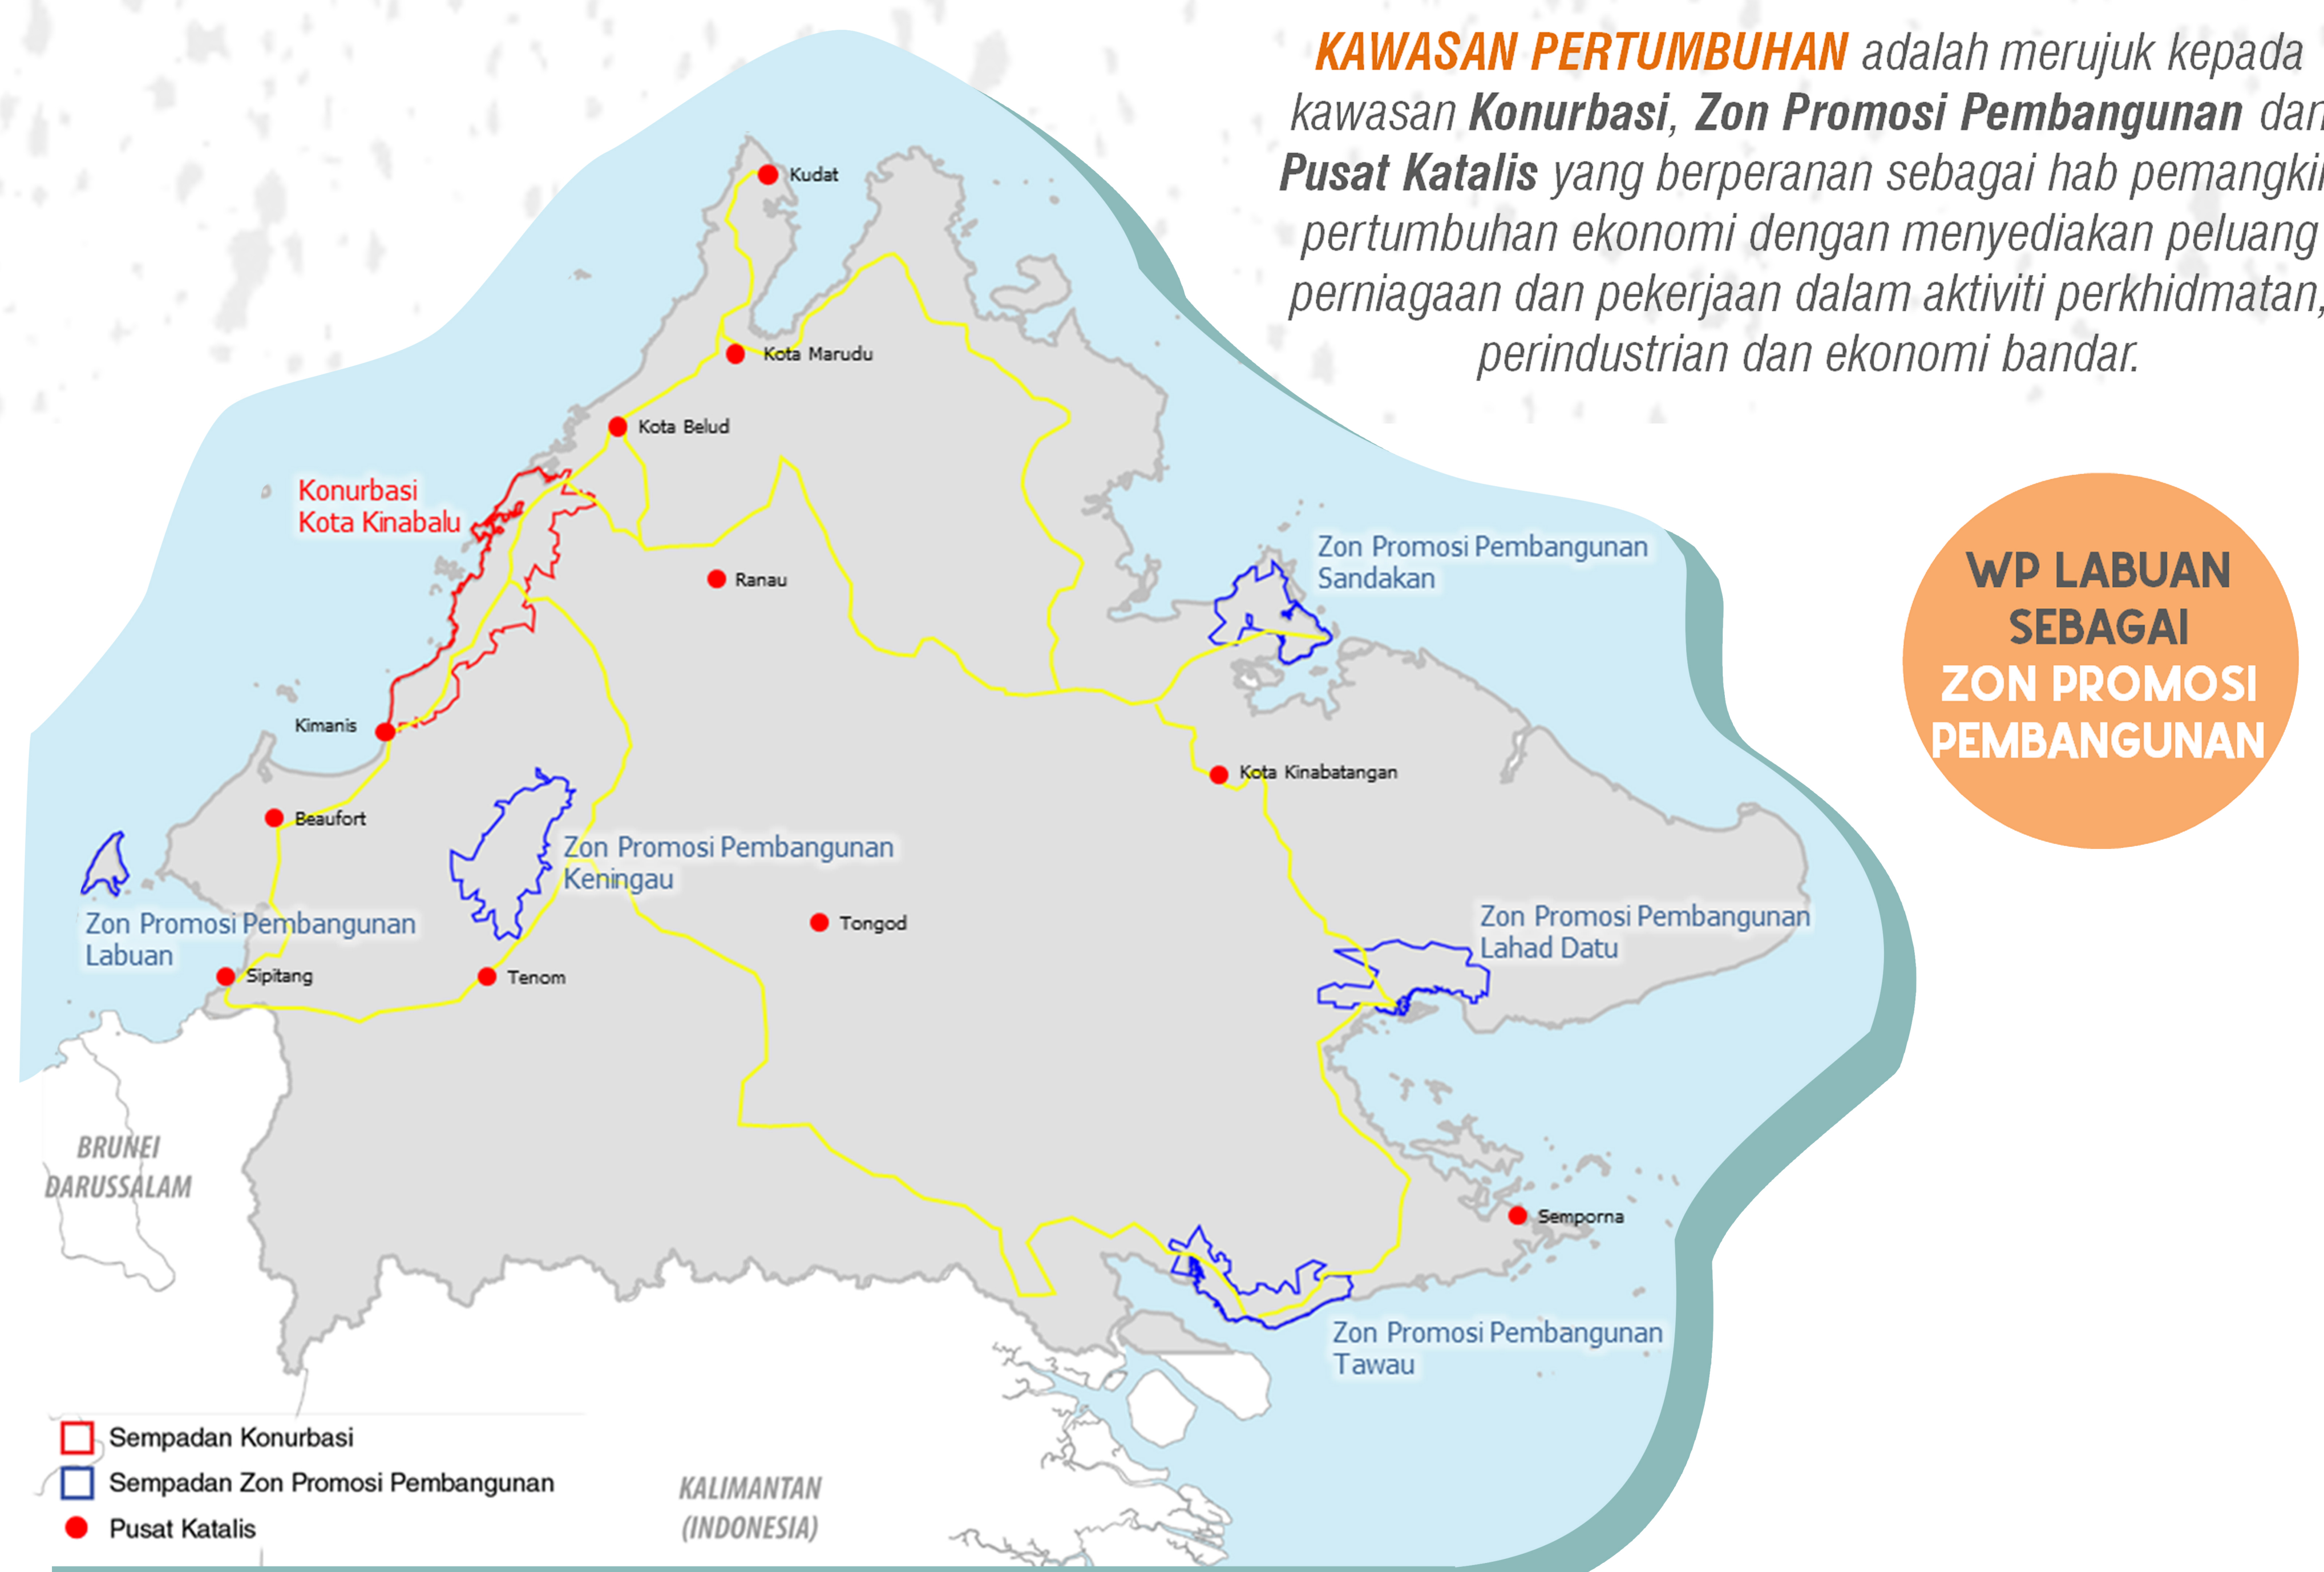 KAWASAN PERTUMBUHAN adalah merujuk kepada
kawasan Konurbasi, Zon Promosi Pembangunan dan
Pusat Katalis yang berperanan sebagai hab
pertumbuhan ekonomi dengan menyediakan peluang
perniagaan dan pekerjaan dalam aktiviti perkhidmatan,
perindustrian dan ekonomi bandar.
WP LABUAN
SEBAGAI
ZON PROMOSI
PEMBANGUNAN
Kudat
Kota Marudu
Kota Belud
Konurbasi
Kota Kinabalu
Ranau
Zon Promosi Pembangunan
Sandakan
Kimanis
Kota Kinabatangan
Beaufort
Zon Promosi Pembangunan
Keningau
Zon Promosi Pembangunan
Labuan
Tongod
Zon Promosi Pembangunan
Lahad Datu
Sipitang
Tenom
BRUNEI
DARUSSALAM
Semporna
Zon Promosi Pembangunan
Tawau
Sempadan Konurbasi
Sempadan Zon Promosi Pembangunan
Pusat Katalis
KALIMANTAN
(INDONESIA)